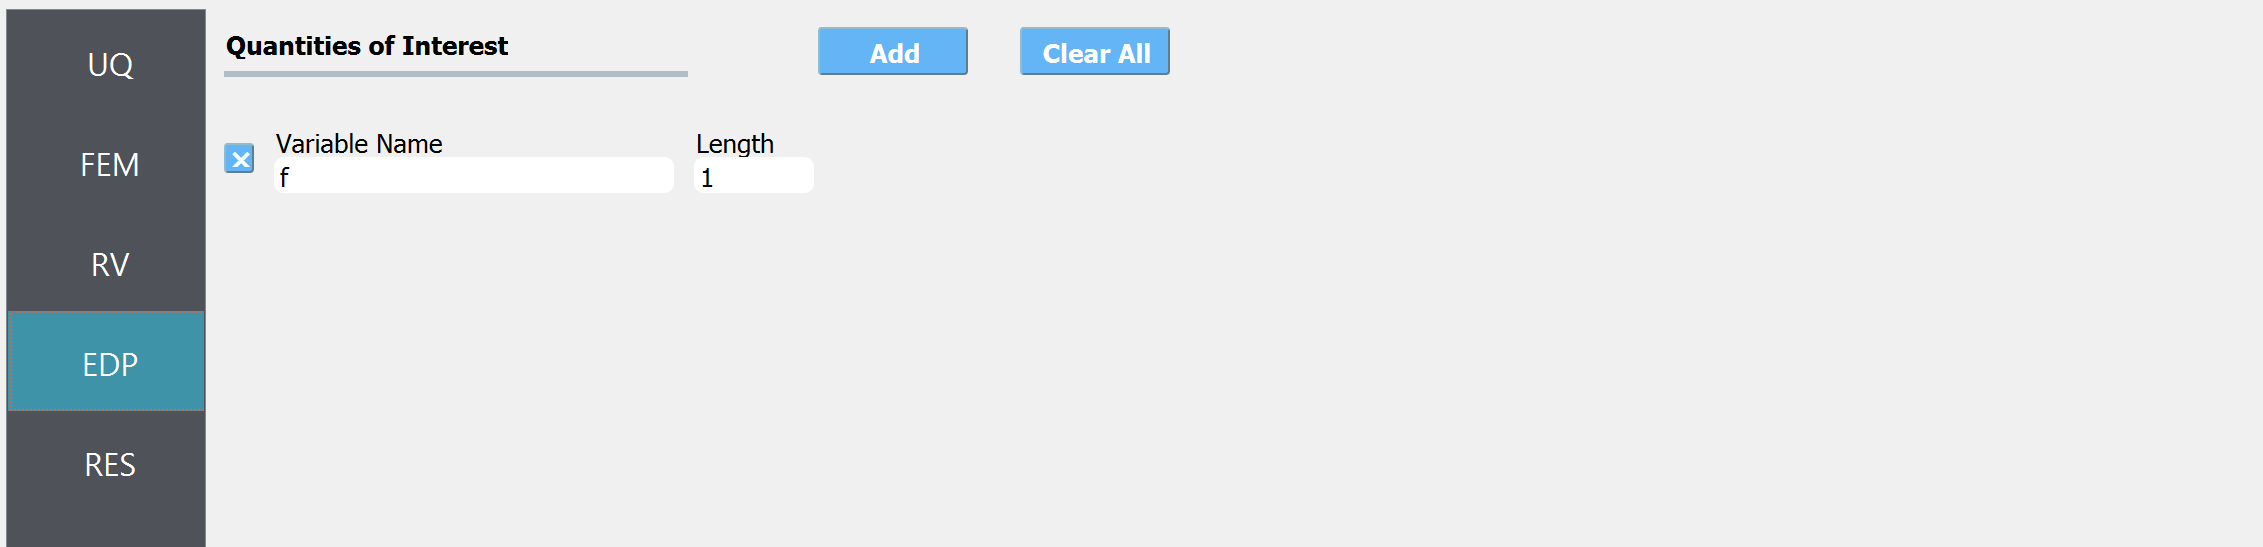 UQ
FEM
RV
EDP
RES
Quantities of Interest
Add
Clear All
Variable Name
Length
f
1